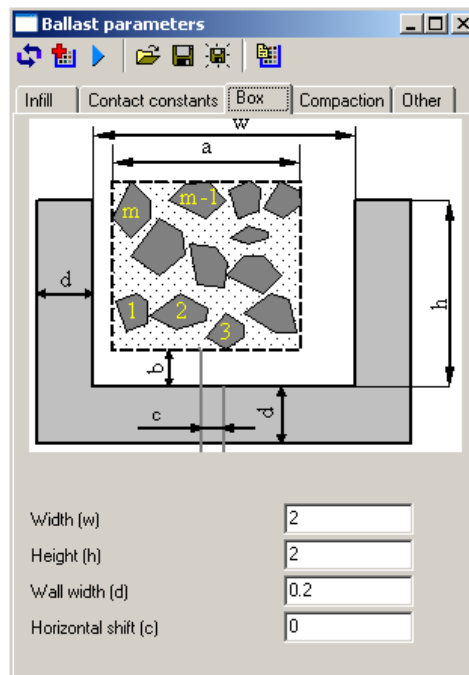 Ballast parameters
Infill Contact constants Box Compaction Other
w
a
m m-1
d
h
1 2 3
b
c
d
Width (w) 2
Height (h) 2
Wall width (d) 0.2
Horizontal shift (c) 0